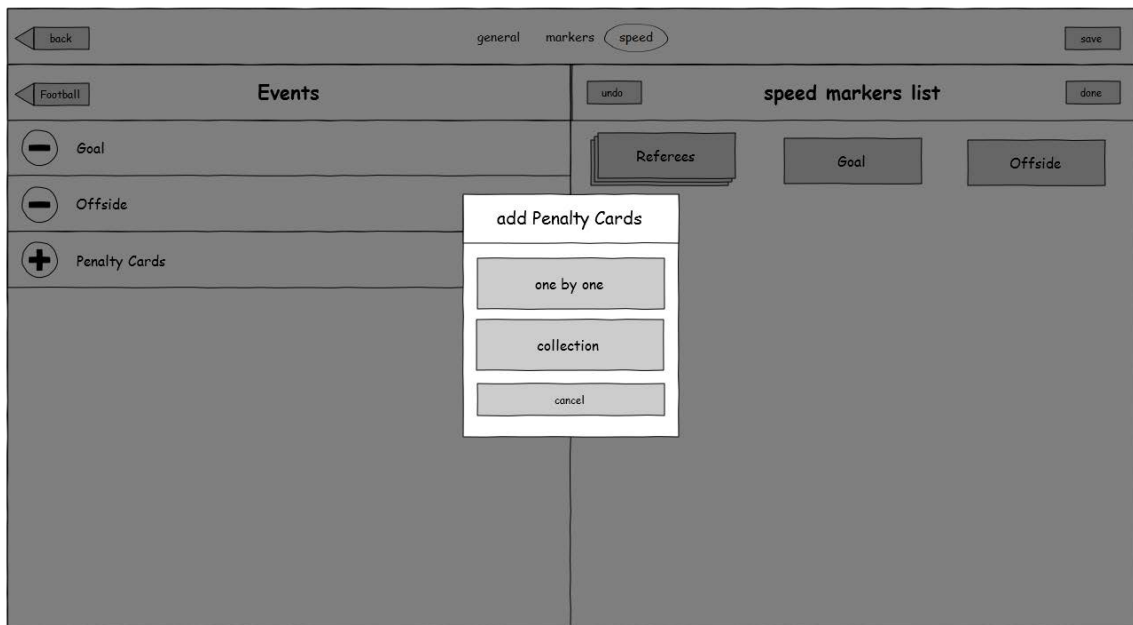 back
general
markers
speed
save
Football
Events
undo
speed markers list
done
Goal
Offside
Penalty Cards
Referees
Goal
Offside
add Penalty Cards
one by one
collection
cancel